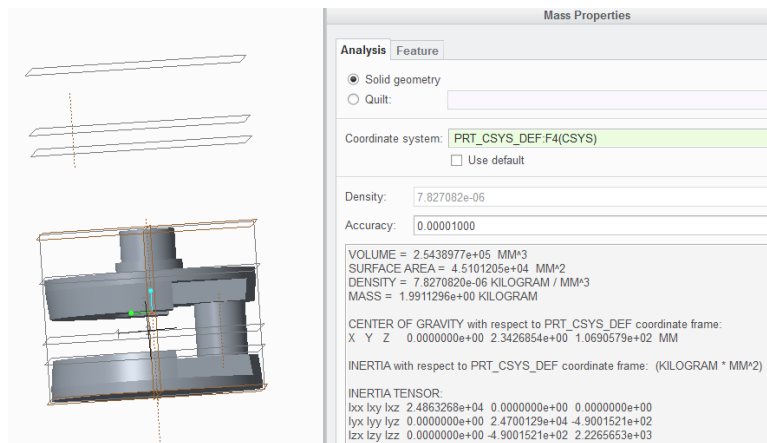 Mass Properties
Analysis Feature
Solid geometry
Quilt:
Coordinate system: PRT_CSYS_DEF:F4(CSYS)
Use default
Density: 7.827082e-06
Accuracy: 0.00001000
VOLUME = 2.5438977e+05 MM^3
SURFACE AREA = 4.5101205e+04 MM^2
DENSITY = 7.8270820e-06 KILOGRAM / MM^3
MASS = 1.9911296e+00 KILOGRAM
CENTER OF GRAVITY with respect to PRT_CSYS_DEF coordinate frame:
X Y Z 0.0000000e+00 2.3426854e+00 1.0690579e+02 MM
INERTIA with respect to PRT_CSYS_DEF coordinate frame: (KILOGRAM * MM^2)
INERTIA TENSOR:
Ixx Ixy Ixz 2.4863268e+04 0.0000000e+00 0.0000000e+00
Iyx Iyy Iyz 0.0000000e+00 2.4700129e+04 -4.9001521e+02
Izx Izy Izz 0.0000000e+00 -4.9001521e+02 2.2265653e+03